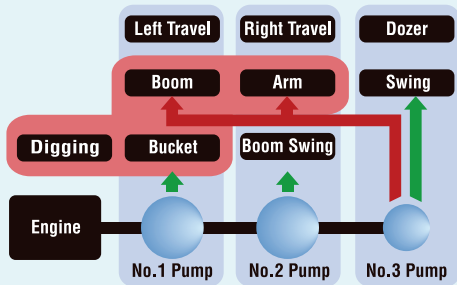 Left Travel
Right Travel
Dozer
Boom
Arm
Swing
Digging
Bucket
Boom Swing
Engine
No.1 Pump
No.2 Pump
No.3 Pump